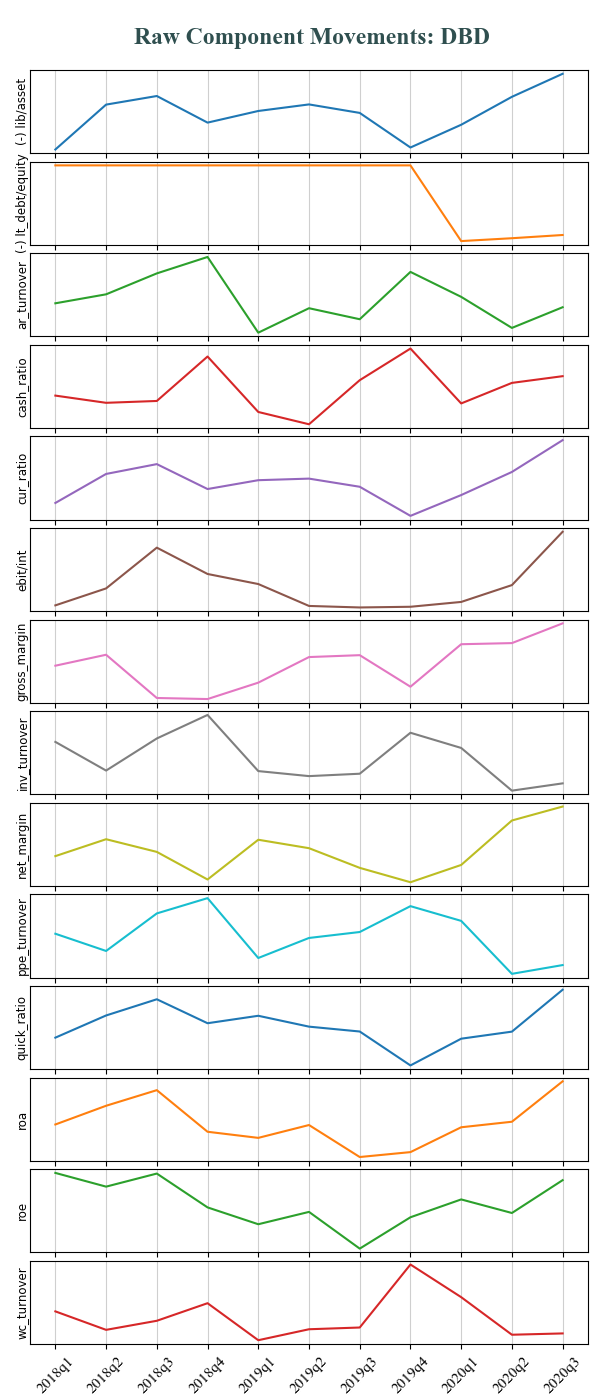 Raw Component Movements: DBD
(-) lib/asset
(-) lt_debt/equity
ar_turnover
cash_ratio
cur_ratio
ebit/int
gross_margin
inv_turnover
net_margin
ppe_turnover
quick_ratio
roa
roe
wc_turnover
2018q1 2018q2 2018q3 2018q4 2019q1 2019q2 2019q3 2019q4 2020q1 2020q2 2020q3